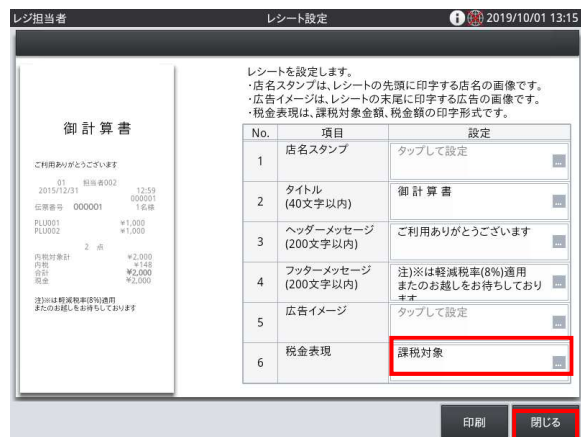 レジ担当者 レシート設定 2019/10/01 13:15
御計算書
ご利用ありがとうございます
01 担当者002
2015/12/31 12:59
000001
伝票番号 000001 1名様
PLU001 ¥1,000
PLU002 ¥1,000
2 点
内税対象計 ¥2,000
内税 ¥148
合計 ¥2,000
現金 ¥2,000
注)※は軽減税率(8%)適用
またのお越しをお待ちしております
レシートを設定します。
・店名スタンプは、レシートの先頭に印字する店名の画像です。
・広告イメージは、レシートの末尾に印字する広告の画像です。
・税金表現は、課税対象金額、税金額の印字形式です。
No. 項目 設定
1 店名スタンプ タップして設定 ...
2 タイトル (40文字以内) 御計算書 ...
3 ヘッダーメッセージ (200文字以内) ご利用ありがとうございます ...
4 フッターメッセージ (200文字以内) 注)※は軽減税率(8%)適用
またのお越しをお待ちしており
ます ...
5 広告イメージ タップして設定 ...
6 税金表現 課税対象 ...
印刷 閉じる